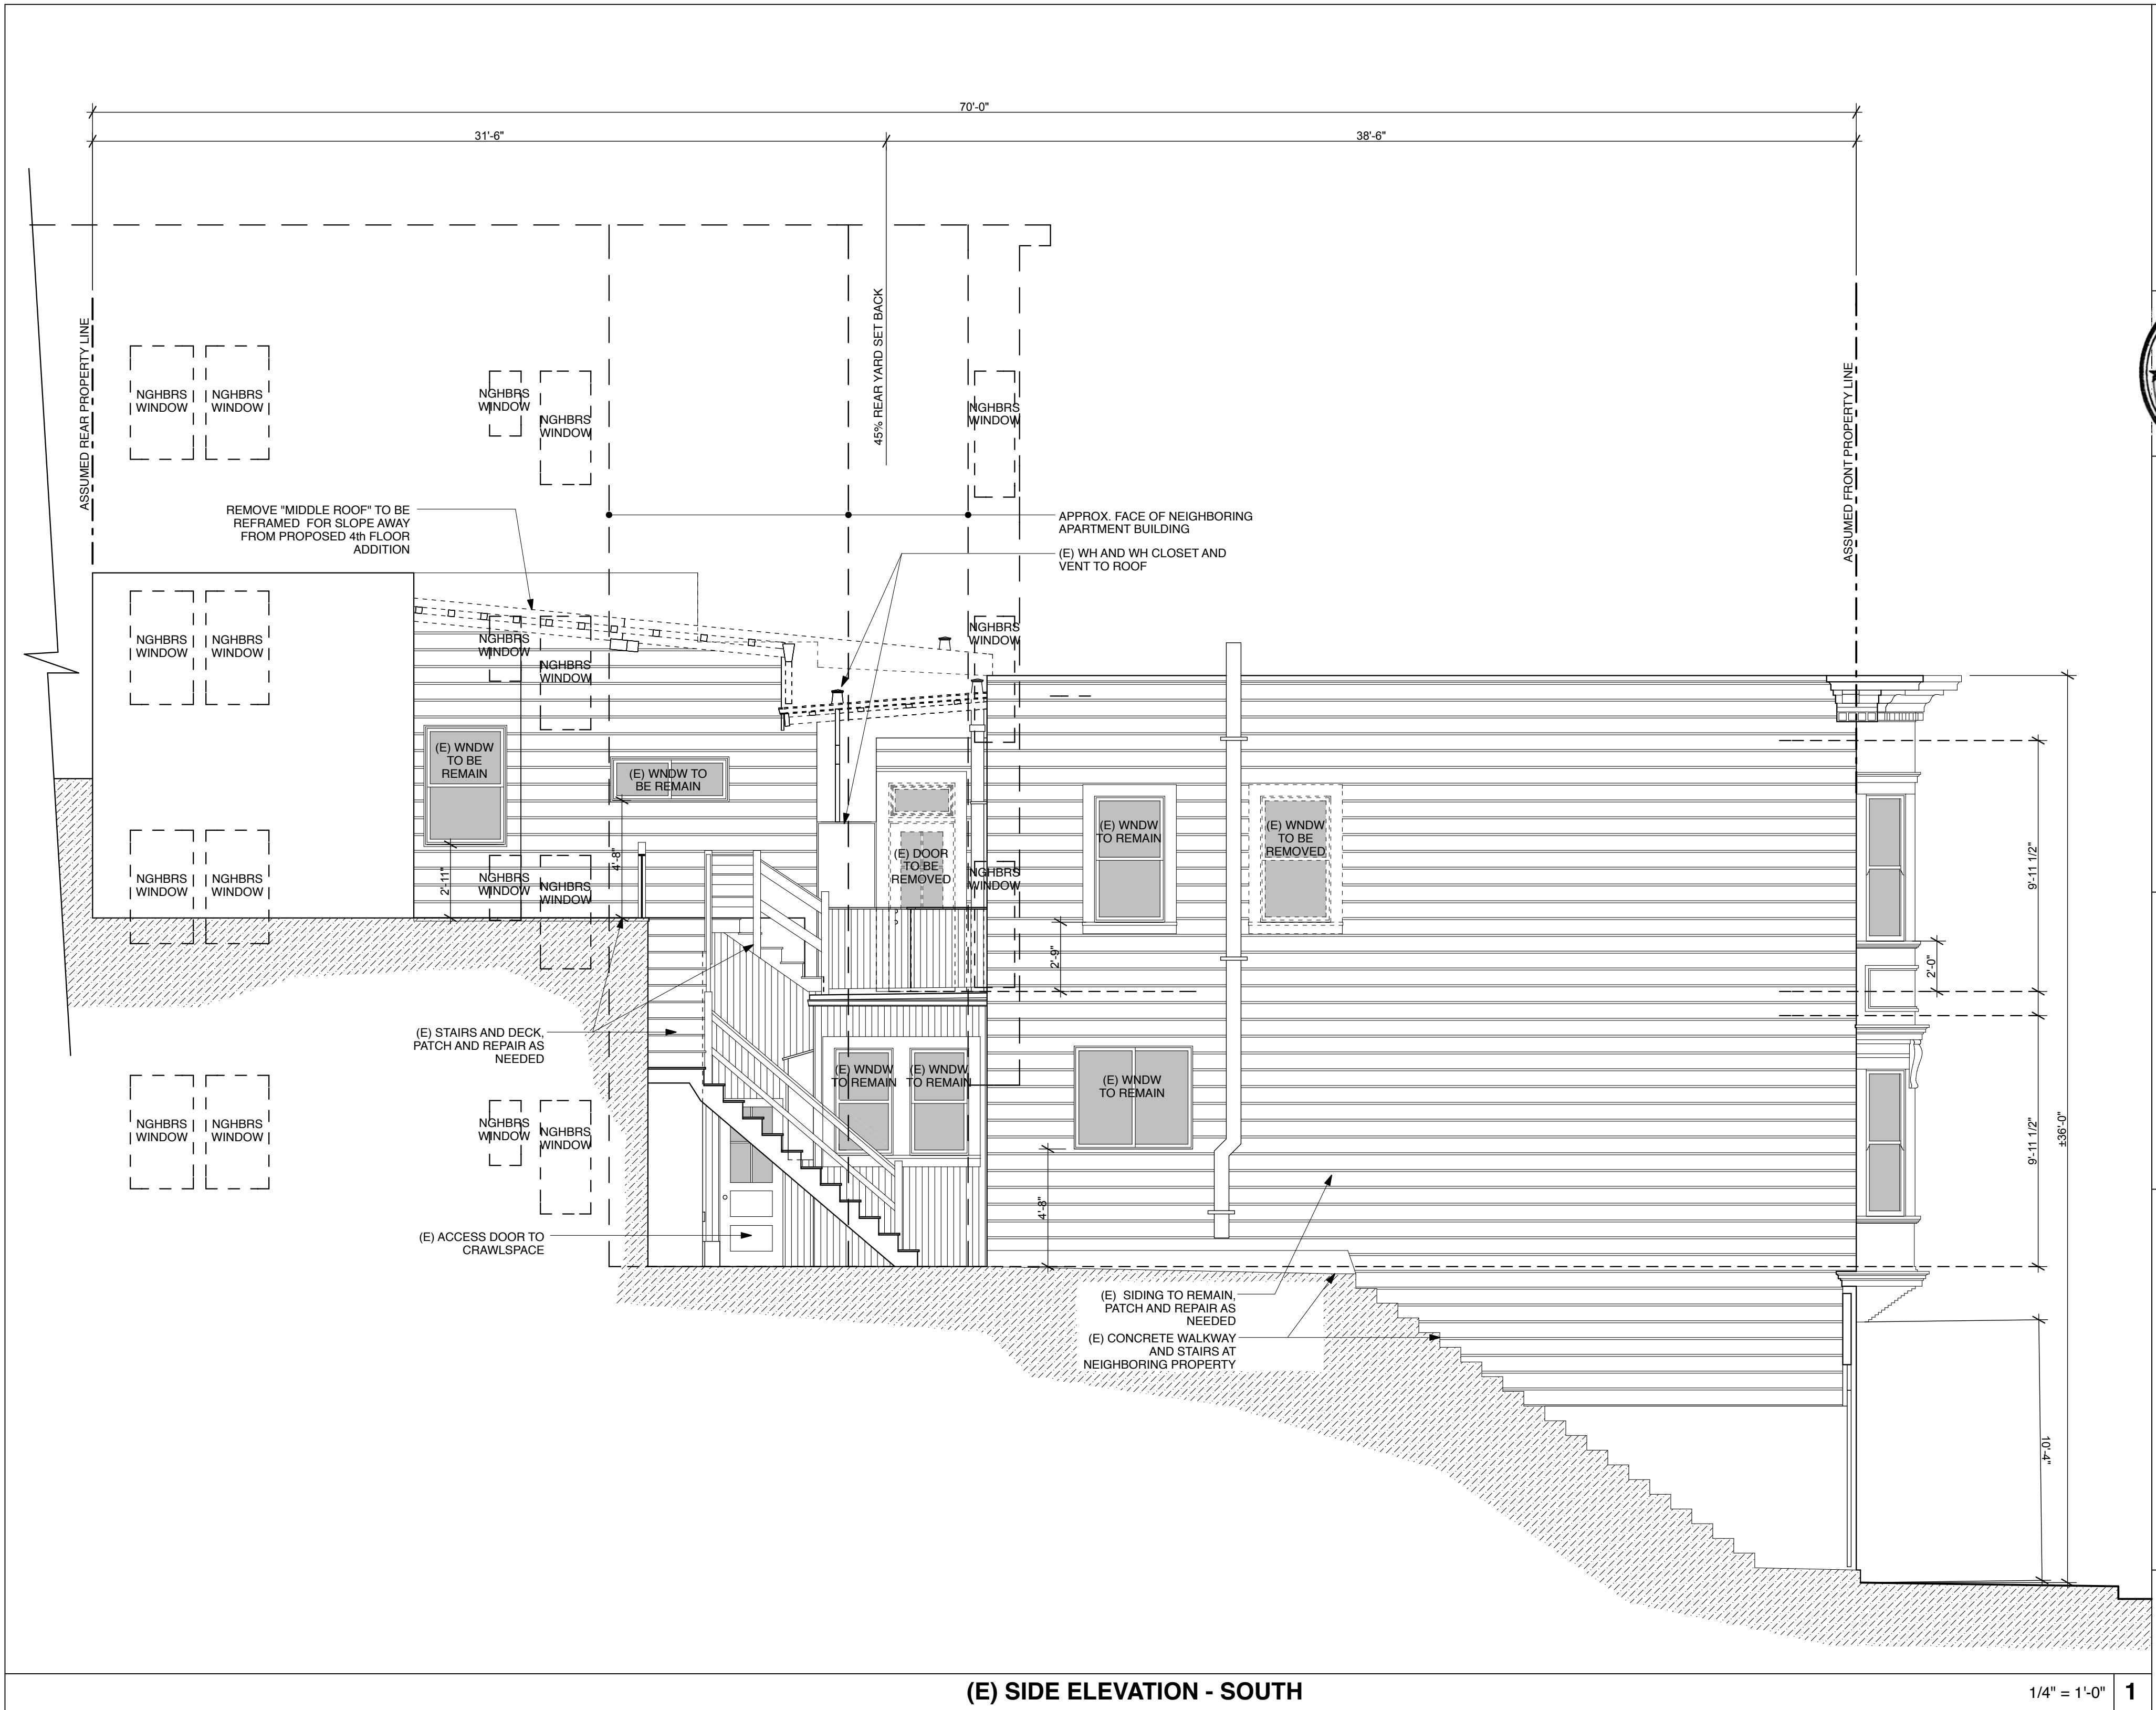 70'-0"
31'-6"
38'-6"
ASSUMED REAR PROPERTY LINE
45% REAR YARD SET BACK
ASSUMED FRONT PROPERTY LINE
NGHBRS
WINDOW
NGHBRS
WINDOW
NGHBRS
WINDOW
NGHBRS
WINDOW
NGHBRS
WINDOW
REMOVE "MIDDLE ROOF" TO BE
REFRAMED FOR SLOPE AWAY
FROM PROPOSED 4th FLOOR
ADDITION
APPROX. FACE OF NEIGHBORING
APARTMENT BUILDING
(E) WH AND WH CLOSET AND
VENT TO ROOF
NGHBRS
WINDOW
NGHBRS
WINDOW
NGHBRS
WINDOW
NGHBRS
WINDOW
NGHBRS
WINDOW
(E) WNDW
TO BE
REMAIN
(E) WNDW TO
BE REMAIN
(E) DOOR
TO BE
REMOVED
(E) WNDW
TO REMAIN
(E) WNDW
TO BE
REMOVED
2'-11"
4'-8"
9'-11 1/2"
NGHBRS
WINDOW
NGHBRS
WINDOW
NGHBRS
WINDOW
NGHBRS
WINDOW
NGHBRS
WINDOW
2'-9"
2'-0"
(E) STAIRS AND DECK,
PATCH AND REPAIR AS
NEEDED
(E) WNDW
TO REMAIN
(E) WNDW
TO REMAIN
(E) WNDW
TO REMAIN
NGHBRS
WINDOW
NGHBRS
WINDOW
NGHBRS
WINDOW
NGHBRS
WINDOW
9'-11 1/2"
±36'-0"
4'-8"
(E) ACCESS DOOR TO
CRAWLSPACE
(E) SIDING TO REMAIN,
PATCH AND REPAIR AS
NEEDED
(E) CONCRETE WALKWAY
AND STAIRS AT
NEIGHBORING PROPERTY
10'-4"
(E) SIDE ELEVATION - SOUTH
1/4" = 1'-0"
1